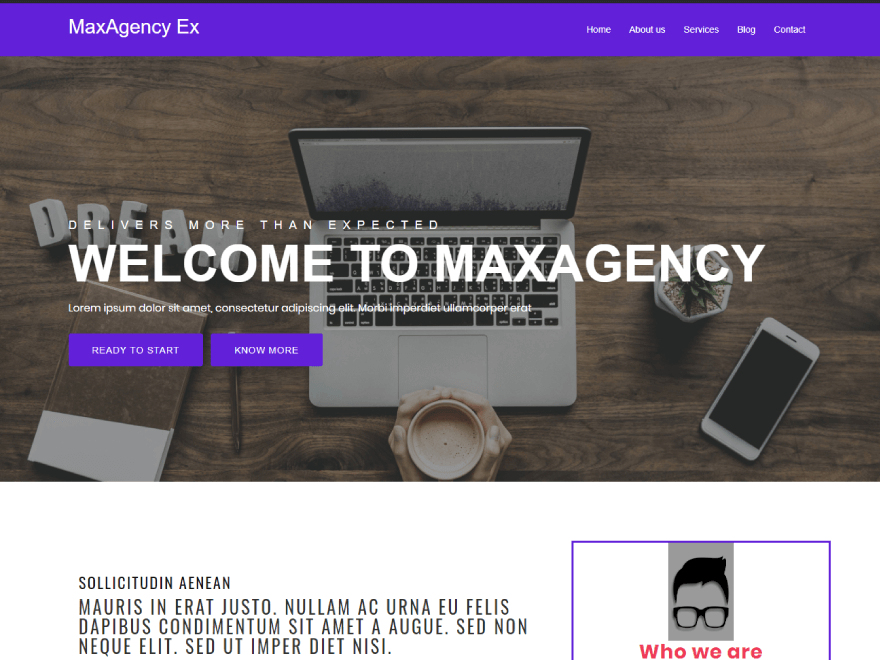 MaxAgency Ex
Home About us Services Blog Contact
DREAM
DELIVERS MORE THAN EXPECTED
WELCOME TO MAXAGENCY
Lorem ipsum dolor sit amet, consectetur adipiscing elit. Morbi imperdiet ullamcorper erat
READY TO START KNOW MORE
SOLLICITUDIN AENEAN
MAURIS IN ERAT JUSTO. NULLAM AC URNA EU FELIS
DAPIBUS CONDIMENTUM SIT AMET A AUGUE. SED NON
NEQUE ELIT. SED UT IMPER DIET NISI.
Who we are